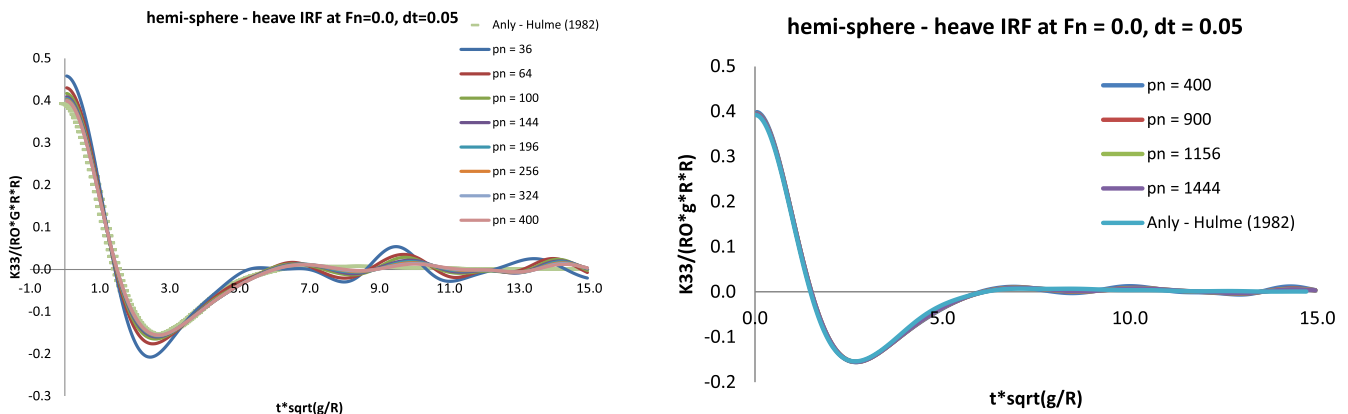 hemi-sphere - heave IRF at Fn=0.0, dt=0.05
Anly - Hulme (1982)
pn = 36
pn = 64
pn = 100
pn = 144
pn = 196
pn = 256
pn = 324
pn = 400
K33/(RO*G*R*R)
0.5
0.4
0.3
0.2
0.1
0.0
-0.1
-0.2
-0.3
-1.0 1.0 3.0 5.0 7.0 9.0 11.0 13.0 15.0
t*sqrt(g/R)
hemi-sphere - heave IRF at Fn = 0.0, dt = 0.05
pn = 400
pn = 900
pn = 1156
pn = 1444
Anly - Hulme (1982)
K33/(RO*g*R*R)
0.5
0.4
0.3
0.2
0.1
0.0
-0.1
-0.2
0.0 5.0 10.0 15.0
t*sqrt(g/R)